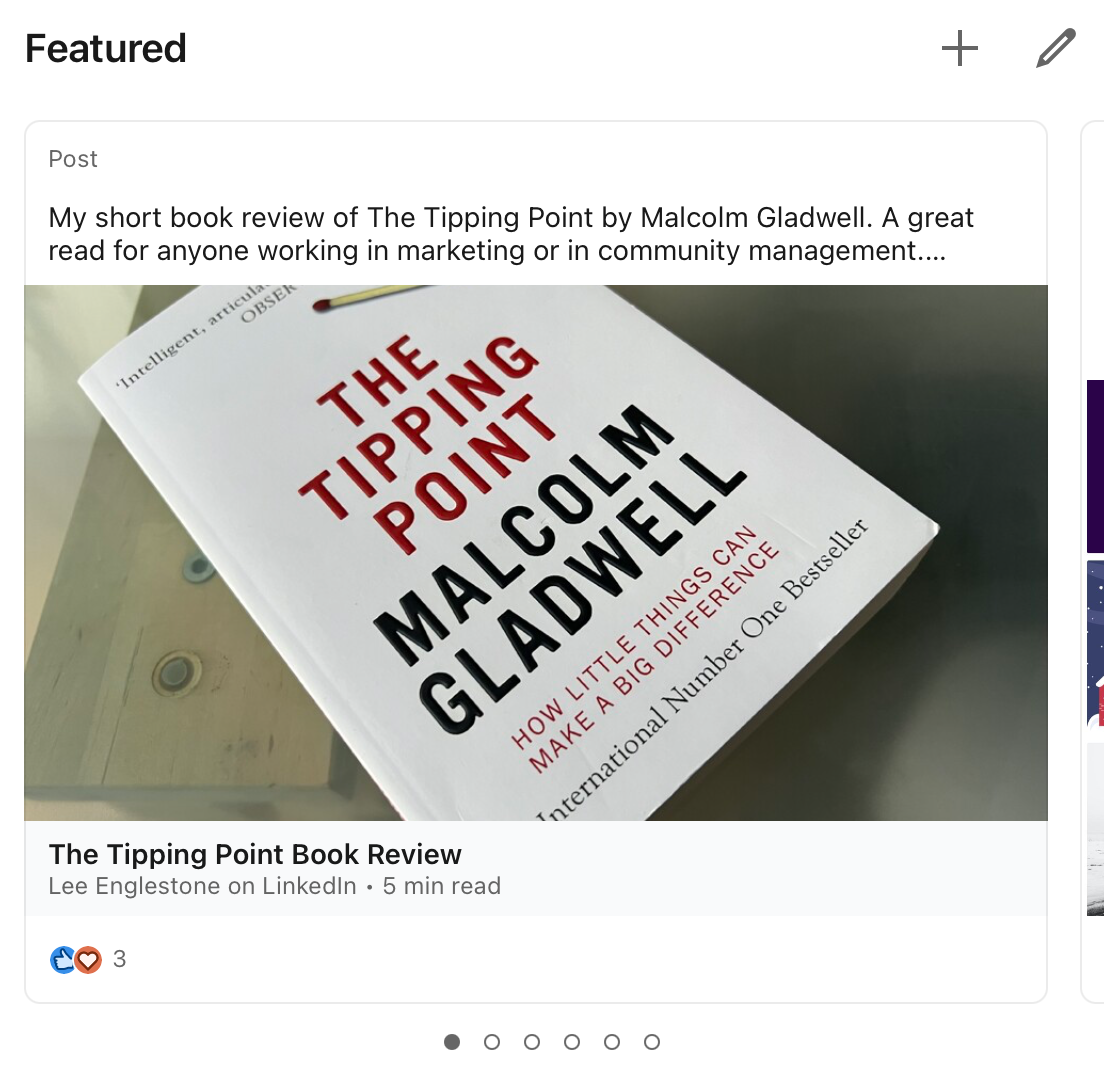 Featured
Post
My short book review of The Tipping Point by Malcolm Gladwell. A great
read for anyone working in marketing or in community management....
'Intelligent, articula
OBSER
THE
TIPPING
POINT
MALCOLM
GLADWELL
HOW LITTLE THINGS CAN
MAKE A BIG DIFFERENCE
International Number One Bestseller
The Tipping Point Book Review
Lee Englestone on LinkedIn • 5 min read
3